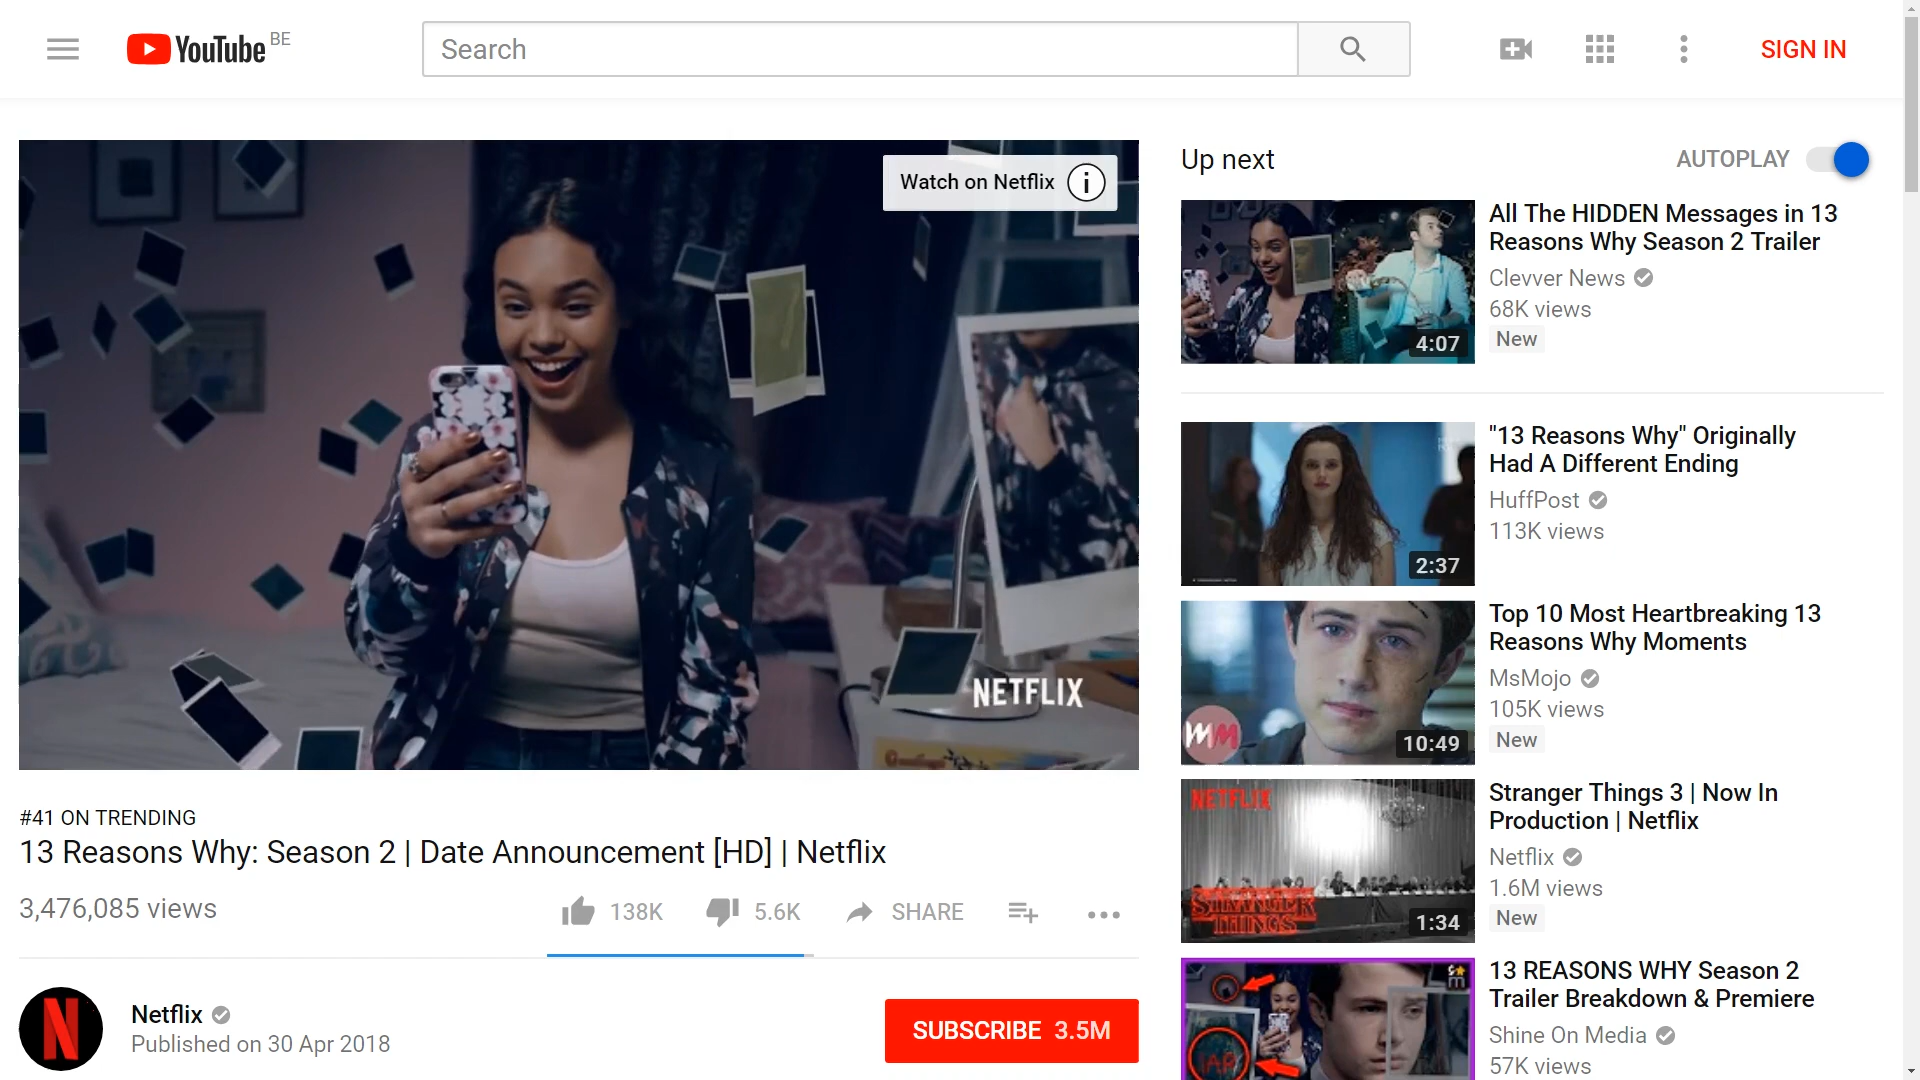 YouTube BE
Search
SIGN IN
Watch on Netflix i
NETFLIX
#41 ON TRENDING
13 Reasons Why: Season 2 | Date Announcement [HD] | Netflix
3,476,085 views
138K
5.6K
SHARE
N
Netflix
Published on 30 Apr 2018
SUBSCRIBE 3.5M
Up next
AUTOPLAY
4:07
All The HIDDEN Messages in 13
Reasons Why Season 2 Trailer
Clevver News
68K views
New
2:37
"13 Reasons Why" Originally
Had A Different Ending
HuffPost
113K views
MM
10:49
Top 10 Most Heartbreaking 13
Reasons Why Moments
MsMojo
105K views
New
NETFLIX
STRANGER
THINGS
1:34
Stranger Things 3 | Now In
Production | Netflix
Netflix
1.6M views
New
13 REASONS WHY Season 2
Trailer Breakdown & Premiere
Shine On Media
57K views